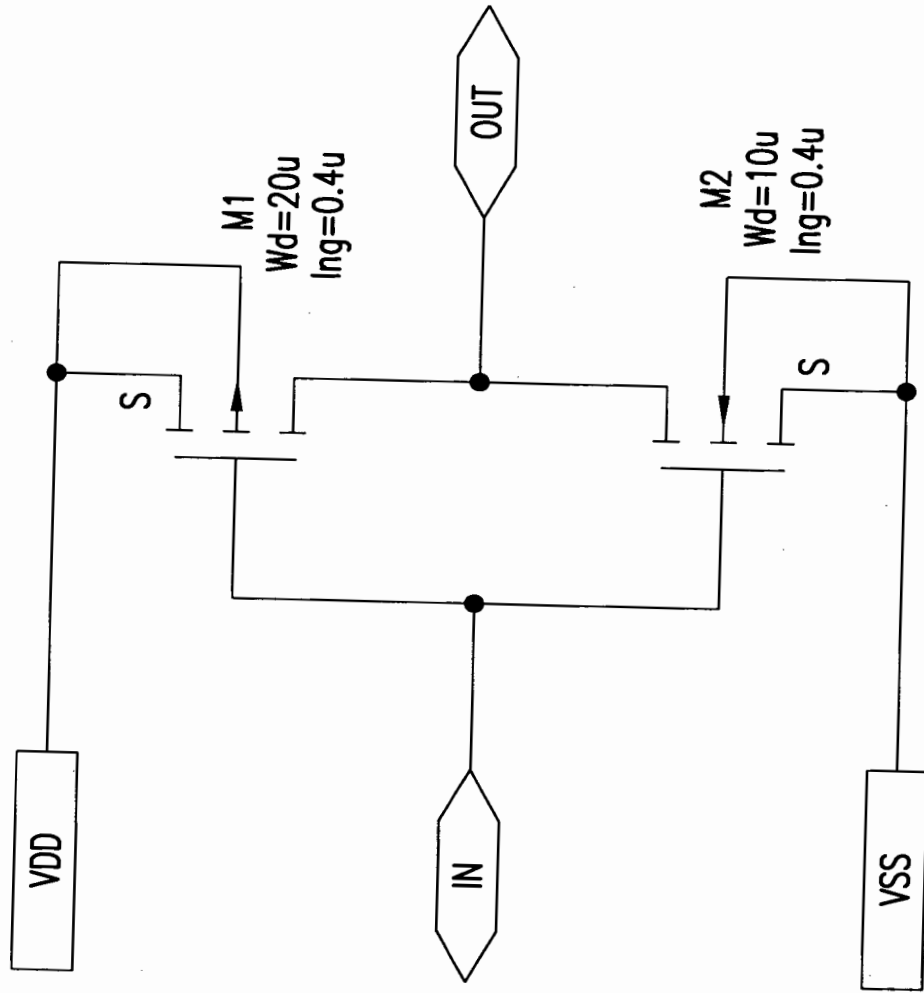 VDD
S
M1
Wd=20u
lng=0.4u
OUT
IN
M2
Wd=10u
lng=0.4u
S
VSS